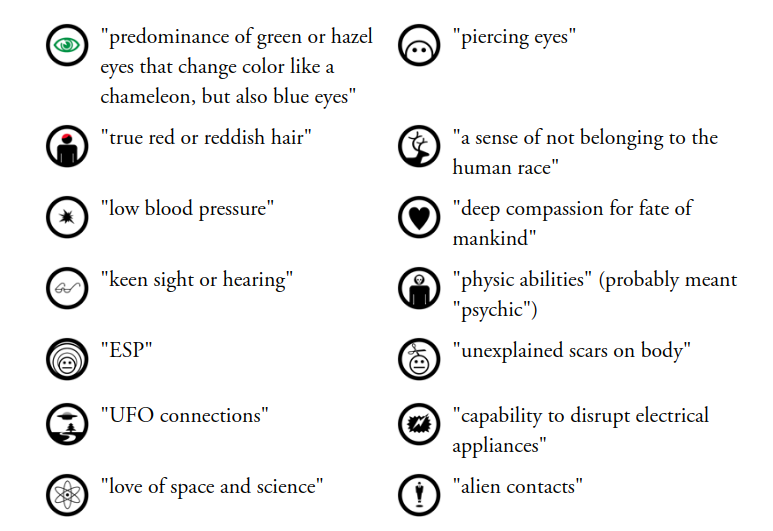 "predominance of green or hazel
eyes that change color like a
chameleon, but also blue eyes"
"piercing eyes"
"true red or reddish hair"
"a sense of not belonging to the
human race"
"low blood pressure"
"deep compassion for fate of
mankind"
"keen sight or hearing"
"physic abilities" (probably meant
"psychic")
"ESP"
"unexplained scars on body"
"UFO connections"
"capability to disrupt electrical
appliances"
"love of space and science"
"alien contacts"